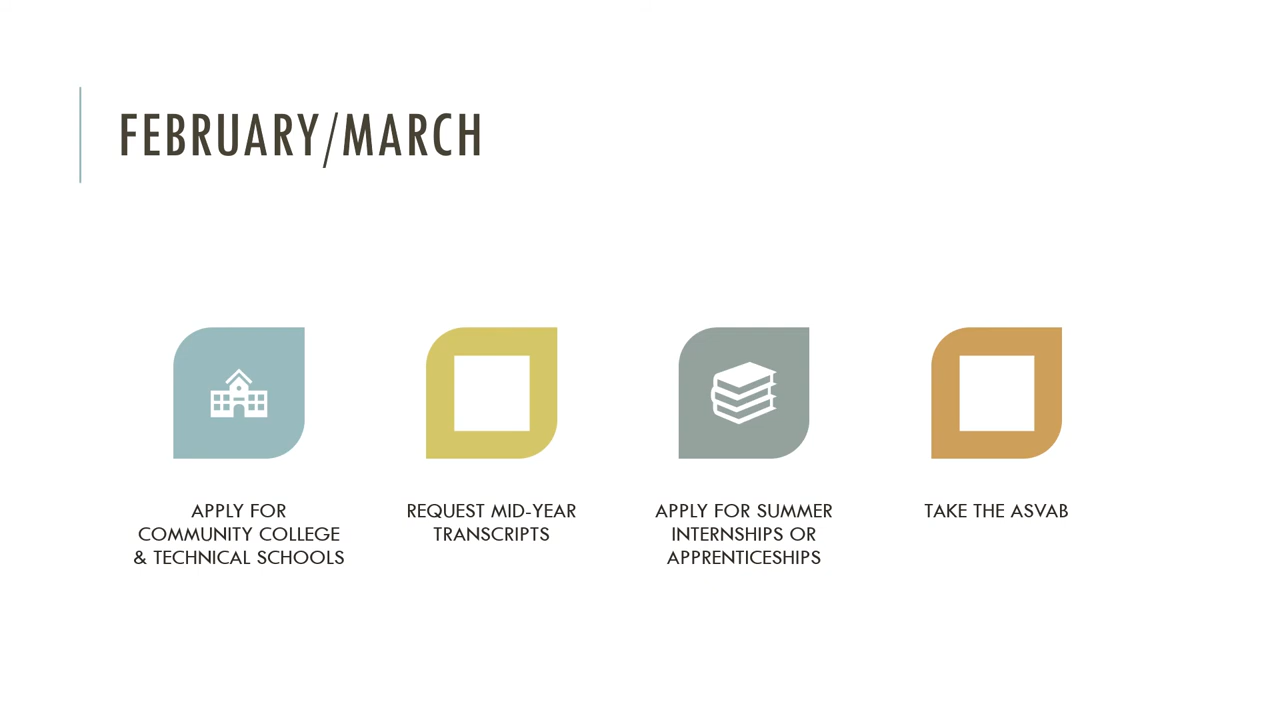 FEBRUARY/MARCH
APPLY FOR
COMMUNITY COLLEGE
& TECHNICAL SCHOOLS
REQUEST MID-YEAR
TRANSCRIPTS
APPLY FOR SUMMER
INTERNSHIPS OR
APPRENTICESHIPS
TAKE THE ASVAB